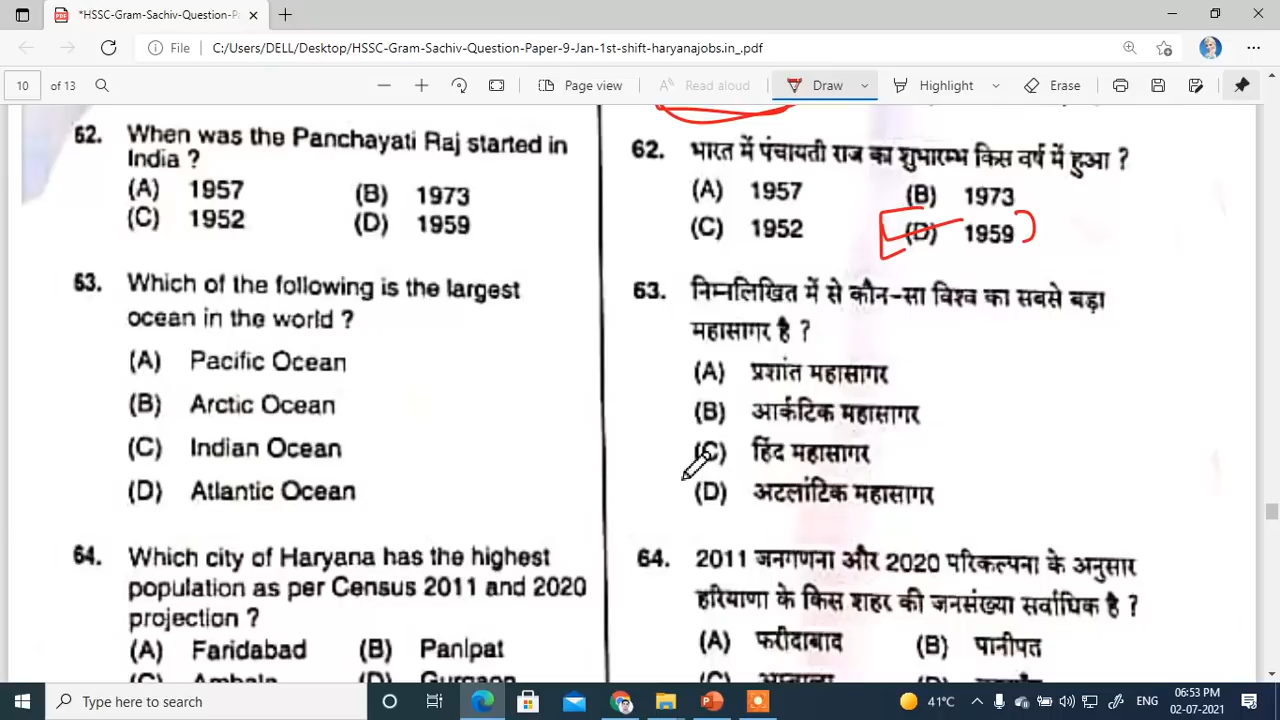 *HSSC-Gram-Sachiv-Question-P
File
C:/Users/DELL/Desktop/HSSC-Gram-Sachiv-Question-Paper-9-Jan-1st-shift-haryanajobs.in_.pdf
10 of 13
Page view
Read aloud
Draw
Highlight
Erase
62. When was the Panchayati Raj started in
India ?
(A) 1957 (B) 1973
(C) 1952 (D) 1959
63. Which of the following is the largest
ocean in the world ?
(A) Pacific Ocean
(B) Arctic Ocean
(C) Indian Ocean
(D) Atlantic Ocean
64. Which city of Haryana has the highest
population as per Census 2011 and 2020
projection ?
(A) Faridabad (B) Panipat
(C) Ambala (D) Gurgaon
62. भारत में पंचायती राज का शुभारम्भ किस वर्ष में हुआ ?
(A) 1957 (B) 1973
(C) 1952 (D) 1959
63. निम्नलिखित में से कौन-सा विश्व का सबसे बड़ा
महासागर है ?
(A) प्रशांत महासागर
(B) आर्कटिक महासागर
(C) हिंद महासागर
(D) अटलांटिक महासागर
64. 2011 जनगणना और 2020 परिकल्पना के अनुसार
हरियाणा के किस शहर की जनसंख्या सर्वाधिक है ?
(A) फरीदाबाद (B) पानीपत
Type here to search
41°C
ENG
06:53 PM
02-07-2021